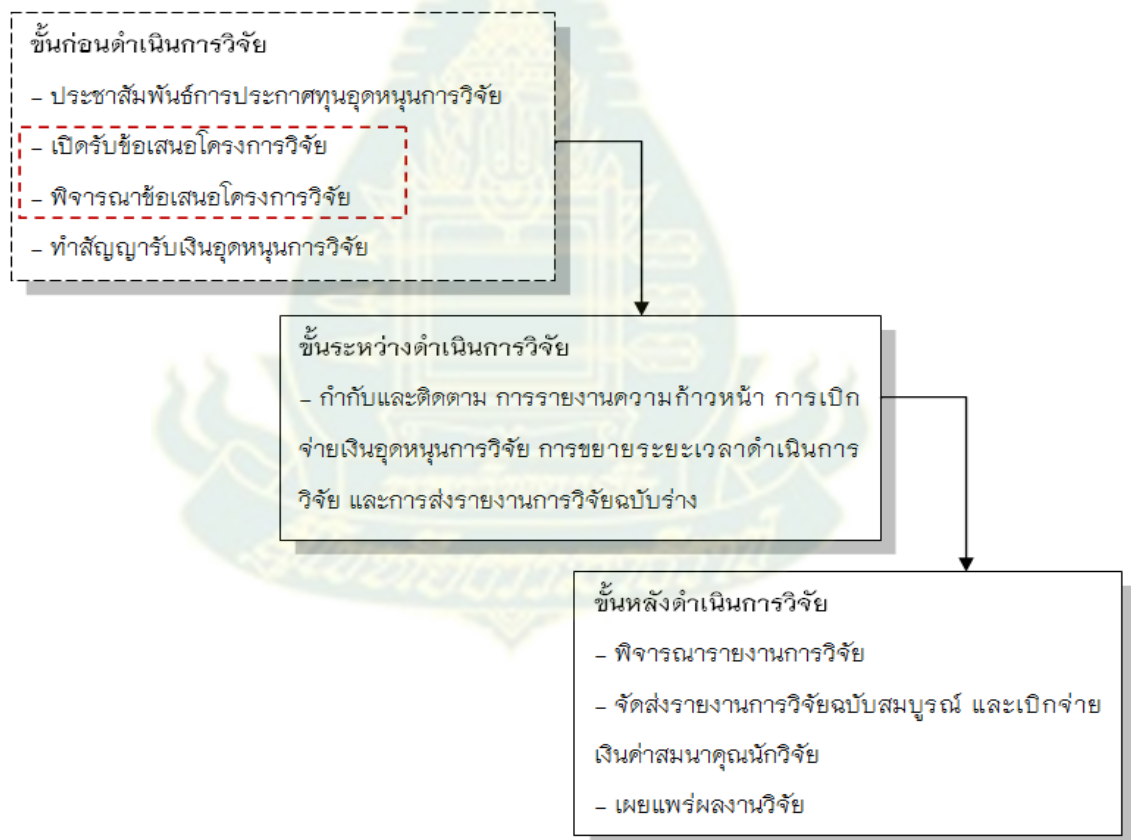 ขั้นก่อนดำเนินการวิจัย
- ประชาสัมพันธ์การประกาศทุนอุดหนุนการวิจัย
- เปิดรับข้อเสนอโครงการวิจัย
- พิจารณาข้อเสนอโครงการวิจัย
- ทำสัญญารับเงินอุดหนุนการวิจัย
ขั้นระหว่างดำเนินการวิจัย
- กำกับและติดตาม การรายงานความก้าวหน้า การเบิก
จ่ายเงินอุดหนุนการวิจัย การขยายระยะเวลาดำเนินการ
วิจัย และการส่งรายงานการวิจัยฉบับร่าง
ขั้นหลังดำเนินการวิจัย
- พิจารณารายงานการวิจัย
- จัดส่งรายงานการวิจัยฉบับสมบูรณ์ และเบิกจ่าย
เงินค่าสมนาคุณนักวิจัย
- เผยแพร่ผลงานวิจัย